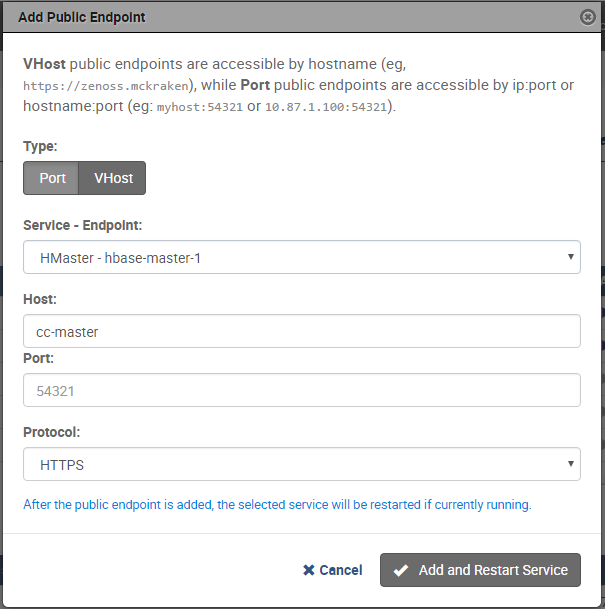 Add Public Endpoint
VHost public endpoints are accessible by hostname (eg,
https://zenoss.mckraken), while Port public endpoints are accessible by ip:port or
hostname:port (eg: myhost:54321 or 10.87.1.100:54321).
Type:
Port VHost
Service - Endpoint:
HMaster - hbase-master-1
Host:
cc-master
Port:
54321
Protocol:
HTTPS
After the public endpoint is added, the selected service will be restarted if currently running.
Cancel Add and Restart Service